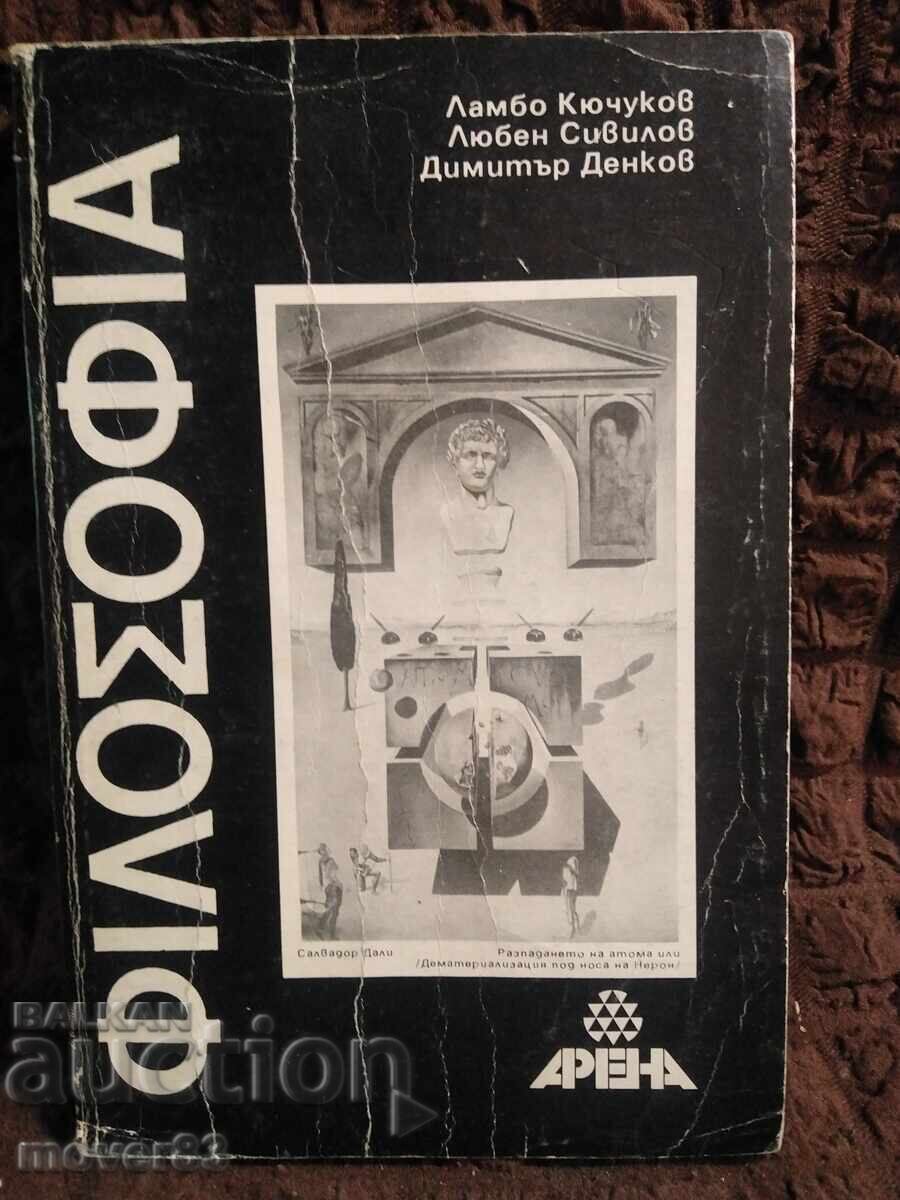 Ламбо Кючуков
Любен Сивилов
Димитър Денков
ΦΙΛΟΣΟΦΙΑ
Салвадор Дали
Разпадането на атома или
/Дематериализация под носа на Нерон/
АРЕНА
BALKAN
auction
mover83